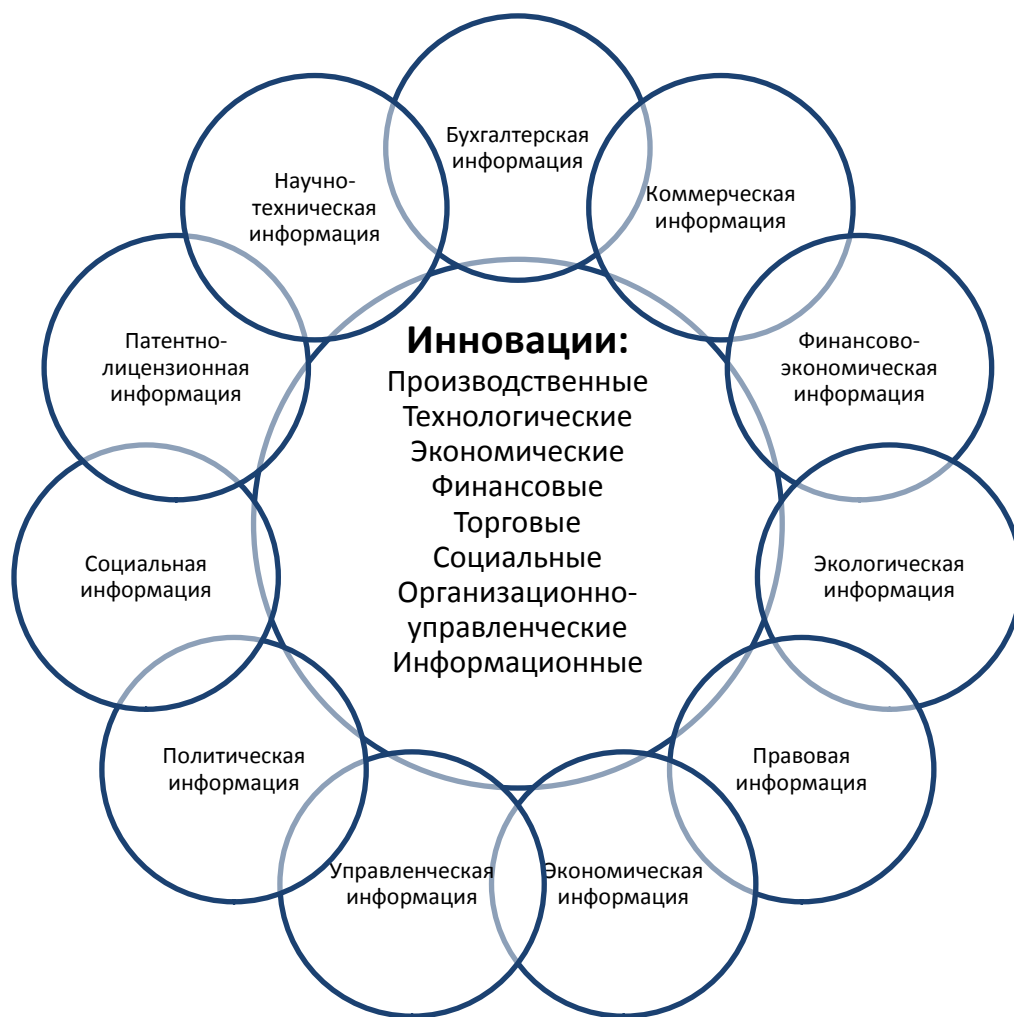 Бухгалтерская
информация
Коммерческая
информация
Финансово-
экономическая
информация
Экологическая
информация
Правовая
информация
Экономическая
информация
Управленческая
информация
Политическая
информация
Социальная
информация
Патентно-
лицензионная
информация
Научно-
техническая
информация
Инновации:
Производственные
Технологические
Экономические
Финансовые
Торговые
Социальные
Организационно-
управленческие
Информационные